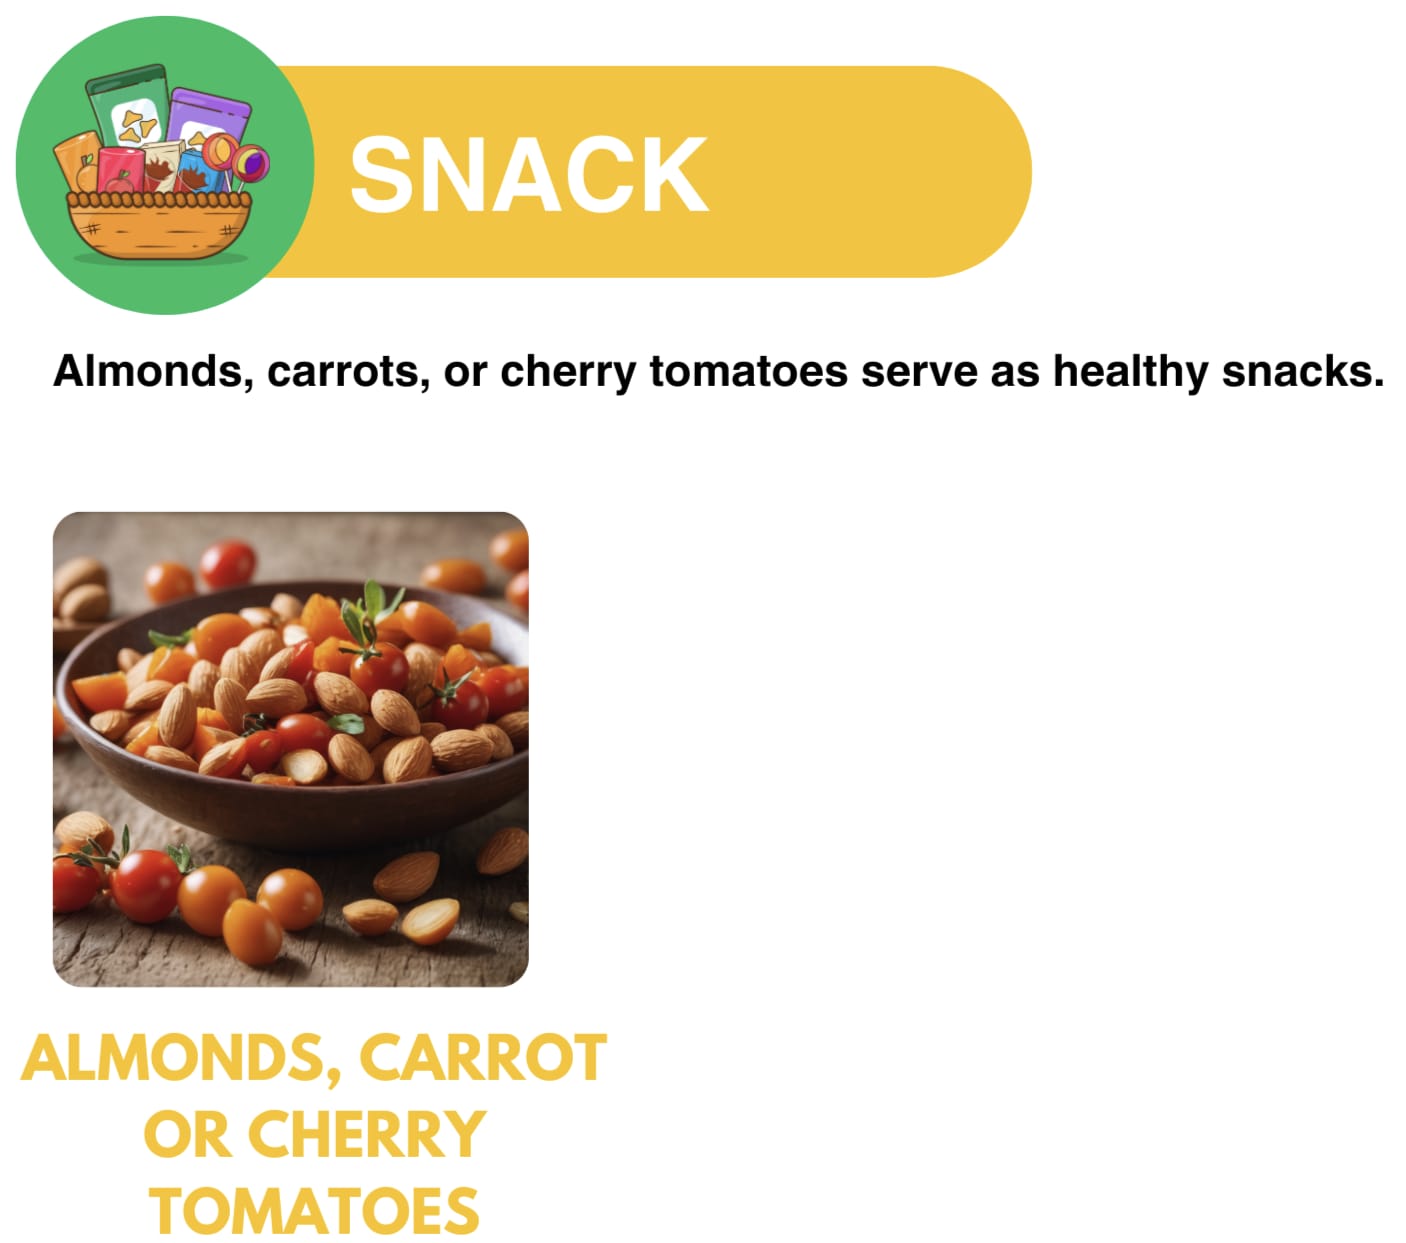 SNACK
Almonds, carrots, or cherry tomatoes serve as healthy snacks.
ALMONDS, CARROT
OR CHERRY
TOMATOES